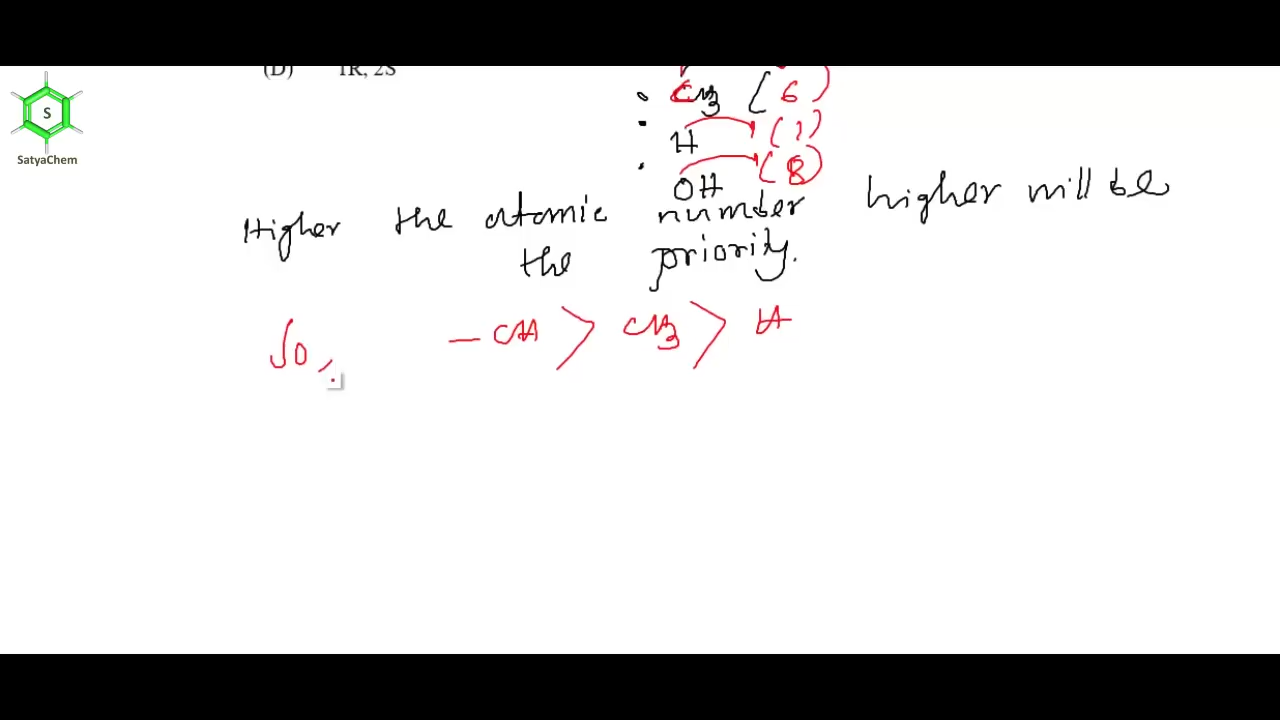 (D) 1R, 2S
CH3 (6)
H (1)
OH (8)
S
SatyaChem
Higher the atomic number higher will be
the priority.
So, -OH > CH3 > H